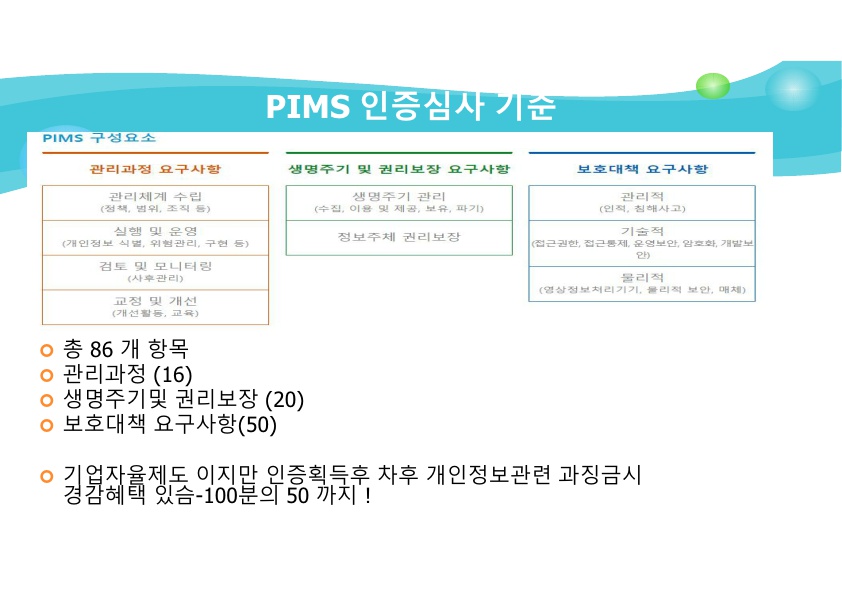 PIMS 인증심사 기준
PIMS 구성요소
관리과정 요구사항
관리체계 수립
(정책, 범위, 조직 등)
실행 및 운영
(개인정보 식별, 위험관리, 구현 등)
검토 및 모니터링
(사후관리)
교정 및 개선
(개선활동, 교육)
생명주기 및 권리보장 요구사항
생명주기 관리
(수집, 이용 및 제공, 보유, 파기)
정보주체 권리보장
보호대책 요구사항
관리적
(인적, 침해사고)
기술적
(접근권한, 접근통제, 운영보안, 암호화, 개발보
안)
물리적
(영상정보처리기기, 물리적 보안, 매체)
총 86 개 항목
관리과정 (16)
생명주기및 권리보장 (20)
보호대책 요구사항(50)
기업자율제도 이지만 인증획득후 차후 개인정보관련 과징금시
경감혜택 있슴-100분의 50 까지 !